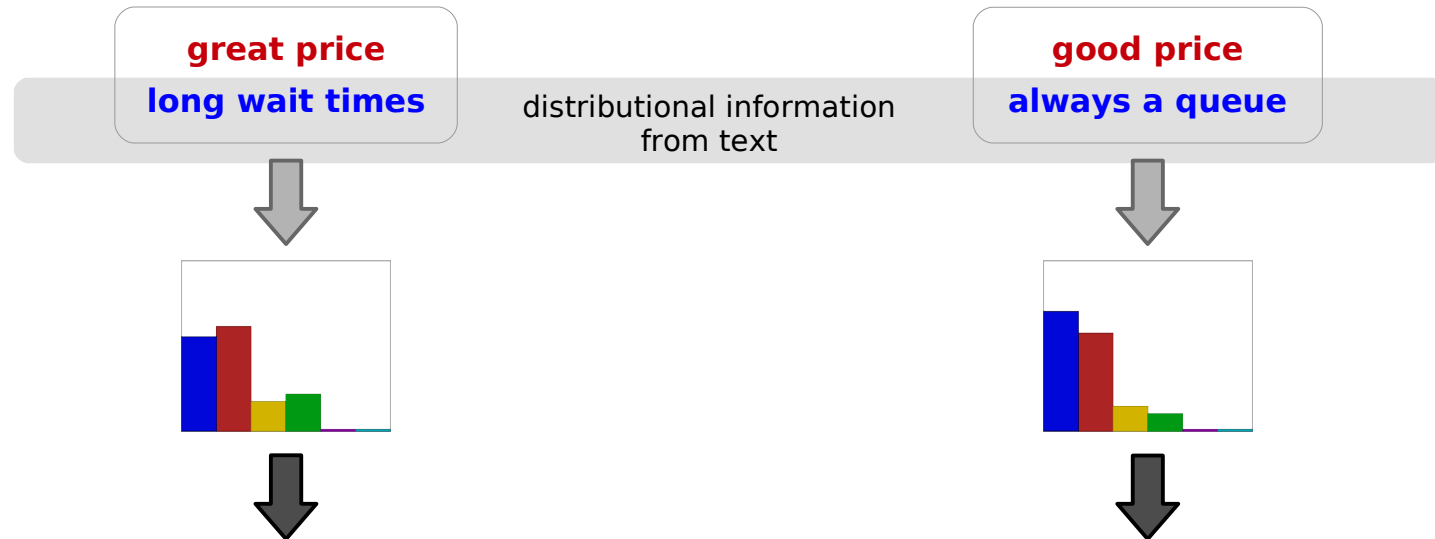 great price
long wait times
distributional information
from text
good price
always a queue